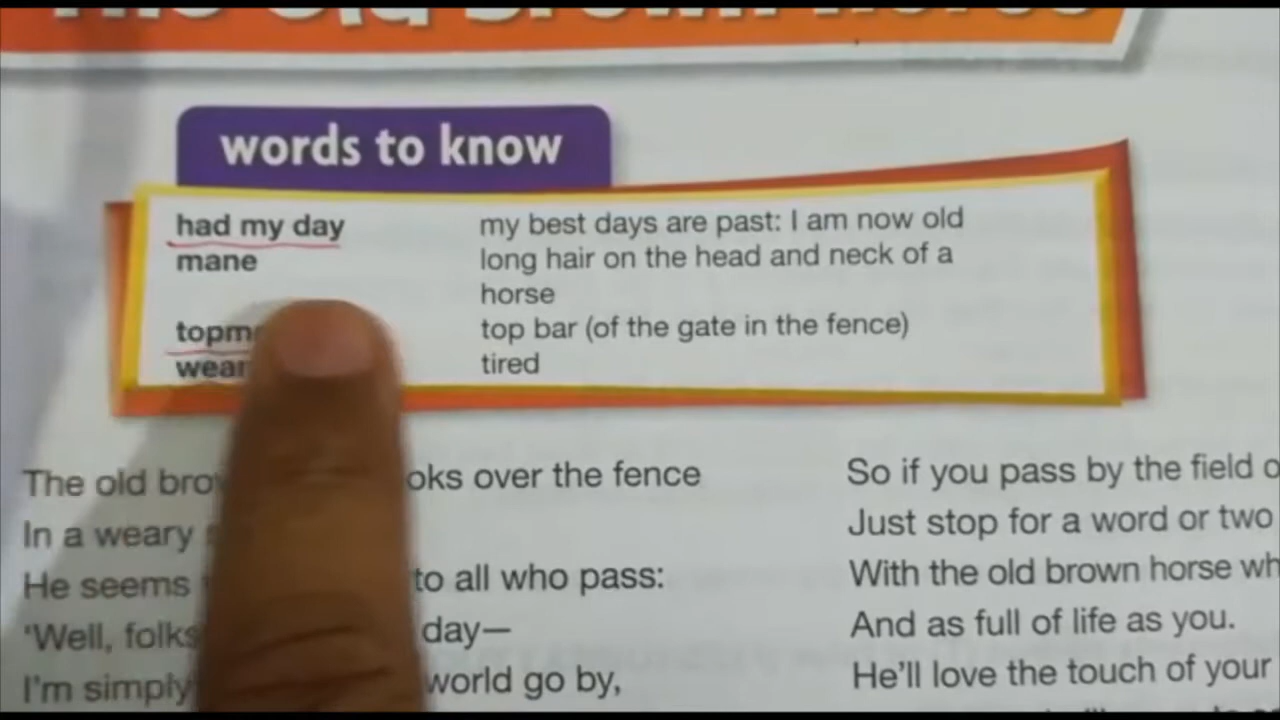 The Old Brown Horse
words to know
had my day my best days are past: I am now old
mane long hair on the head and neck of a
horse
top bar (of the gate in the fence)
tired
The old oks over the fence
In a weary
He seems to all who pass:
'Well, folks day—
I'm simply world go by,
So if you pass by the field
Just stop for a word or two
With the old brown horse
And as full of life as you.
He'll love the touch of your